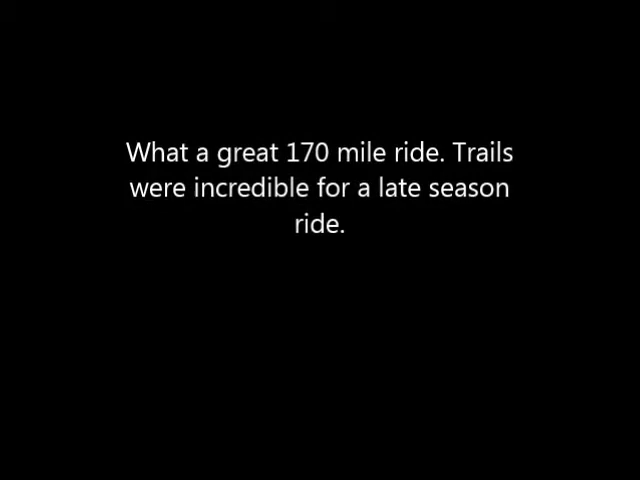 What a great 170 mile ride. Trails
were incredible for a late season
ride.